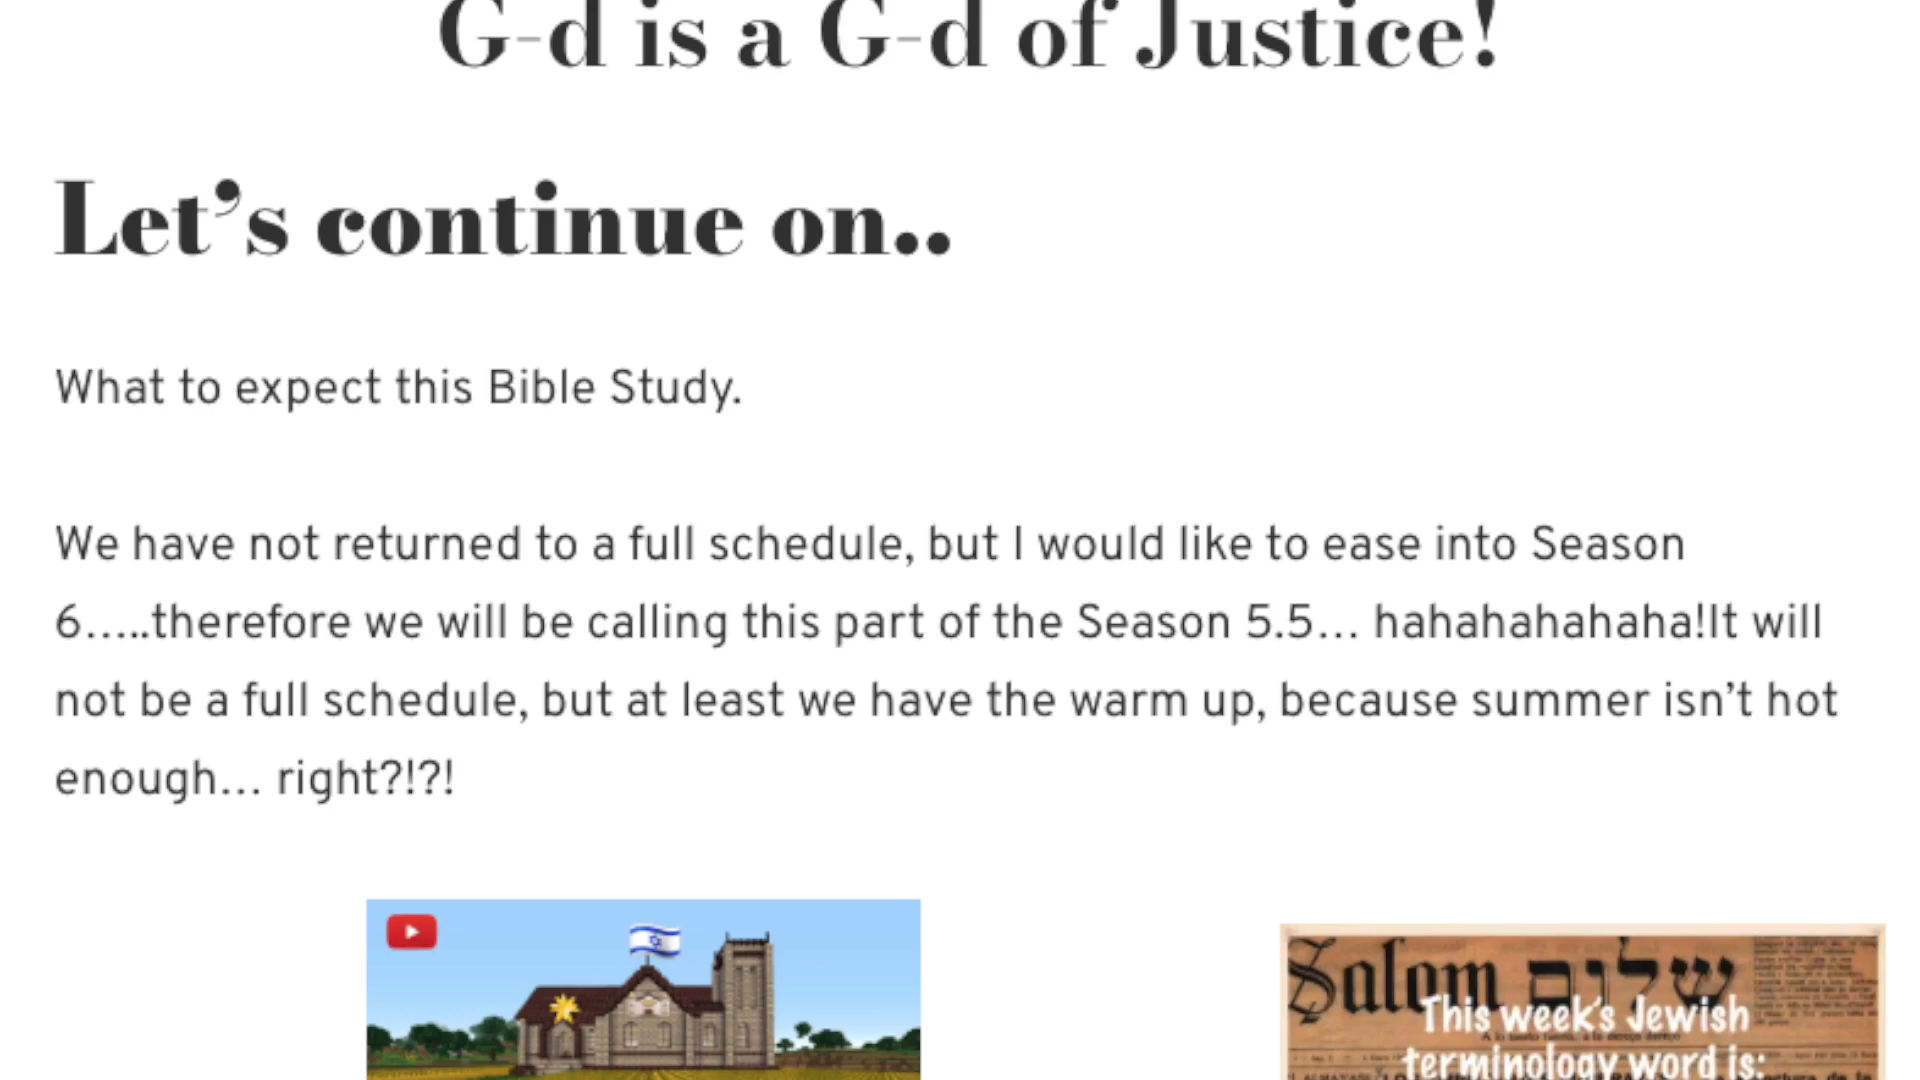 G-d is a G-d of Justice!
Let’s continue on..
What to expect this Bible Study.
We have not returned to a full schedule, but I would like to ease into Season
6…..therefore we will be calling this part of the Season 5.5… hahahahahaha!It will
not be a full schedule, but at least we have the warm up, because summer isn’t hot
enough… right?!?!
Şalom שלום
This week's Jewish
terminology word is: